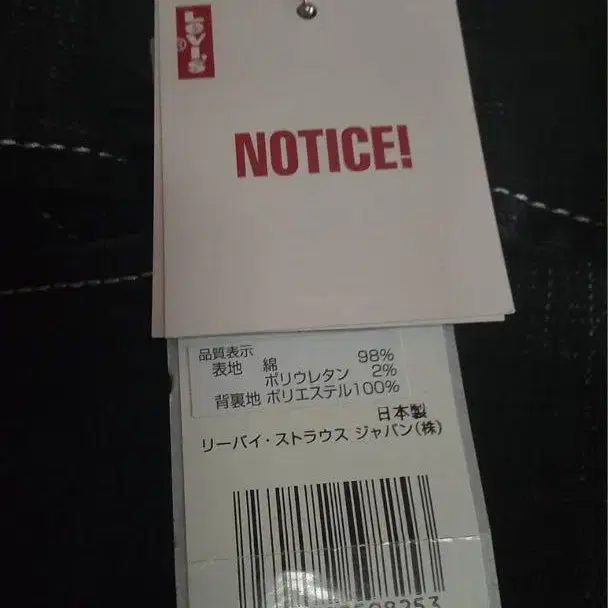 LEVI'S
®
NOTICE!
品質表示
表地 綿 98%
ポリウレタン 2%
背裏地 ポリエステル100%
日本製
リーバイ・ストラウス ジャパン(株)